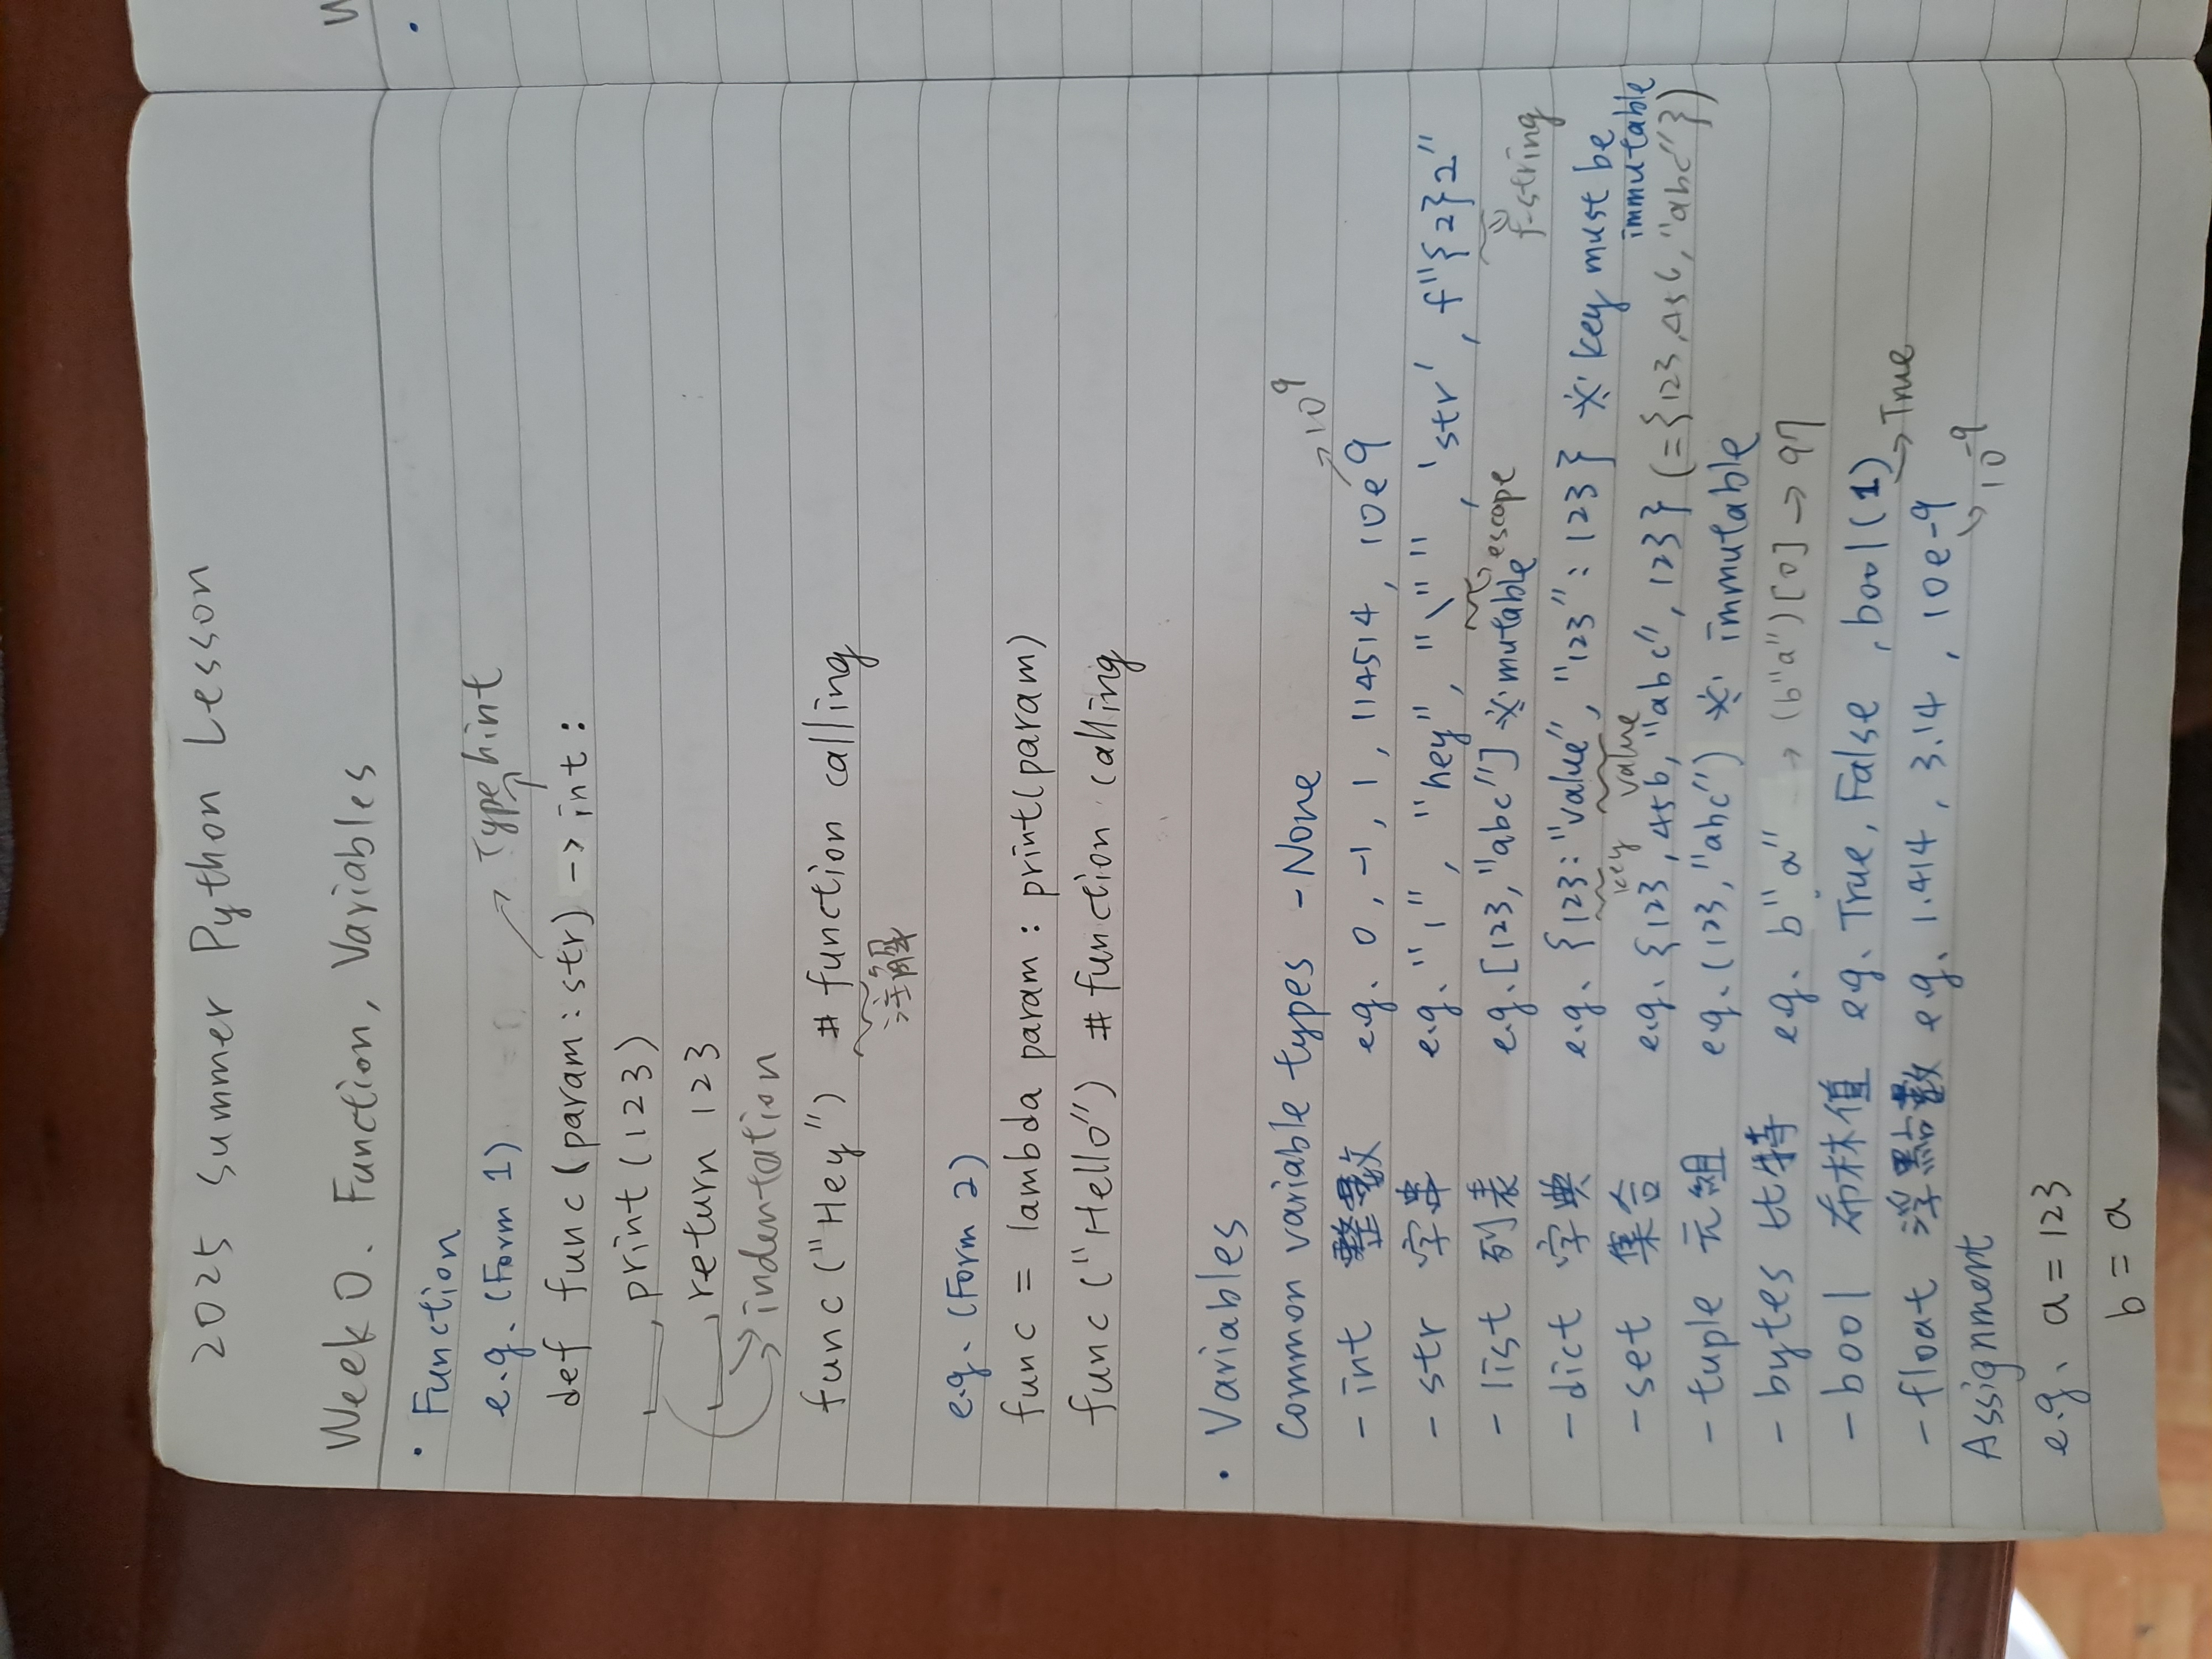 2025 Summer Python Lesson
Week 0. Function, Variables
• Function
e.g. (Form 1)
Type hint
def func(param: str) -> int:
print(123)
return 123
indentation
func("Hey") # function calling
注解
e.g. (Form 2)
func = lambda param: print(param)
func("Hello") # function calling
• Variables
Common variable types - None
10⁹
- int 整數 e.g. 0, -1, 1, 114514, 10e9
- str 字串 e.g. "1", "hey", "\"", 'str', f"{2}2"
escape
f-string
- list 列表 e.g. [123, "abc"] ※ mutable
- dict 字典 e.g. {123: "value", "123": 123} ※ key must be immutable
key value
- set 集合 e.g. {123, 456, "abc", 123} (= {123, 456, "abc"})
- tuple 元組 e.g. (123, "abc") ※ immutable
- bytes 比特 e.g. b"a" → (b"a")[0] → 97
- bool 布林值 e.g. True, False, bool(1)
→ True
- float 浮點數 e.g. 1.414, 3.14, 10e-9
10⁻⁹
Assignment
e.g. a = 123
b = a